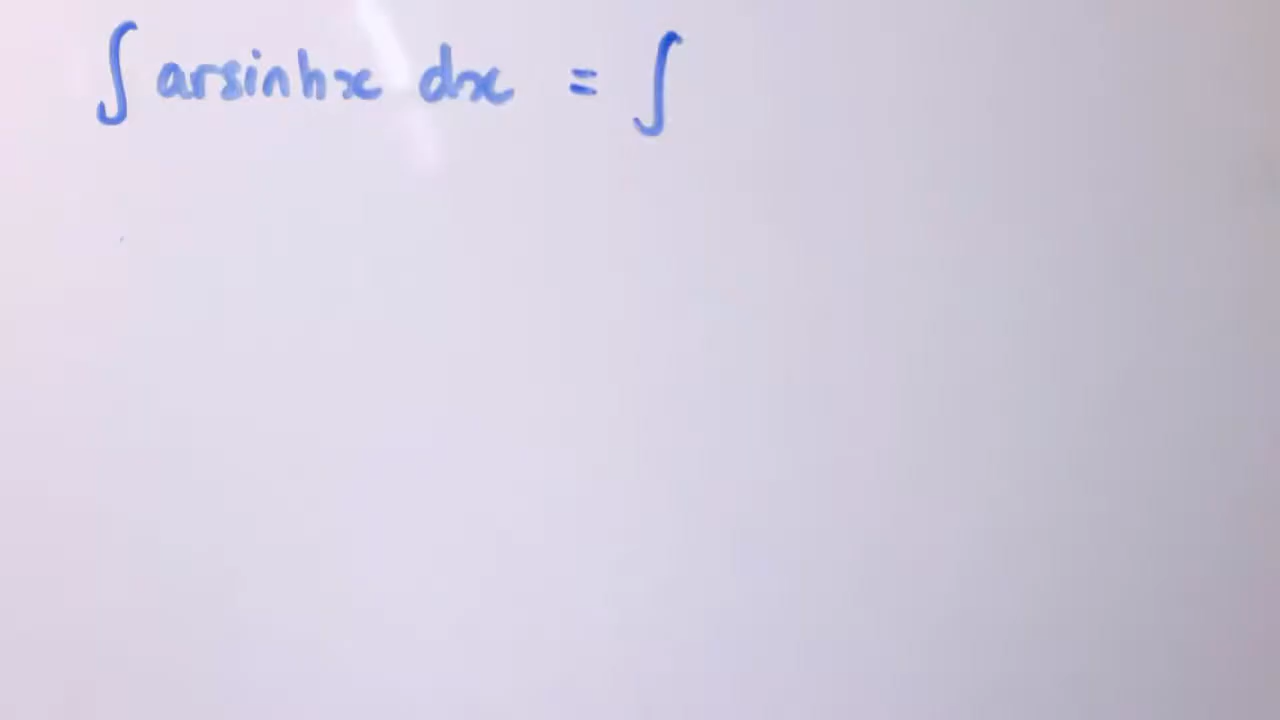 ∫ arsinhx dx = ∫